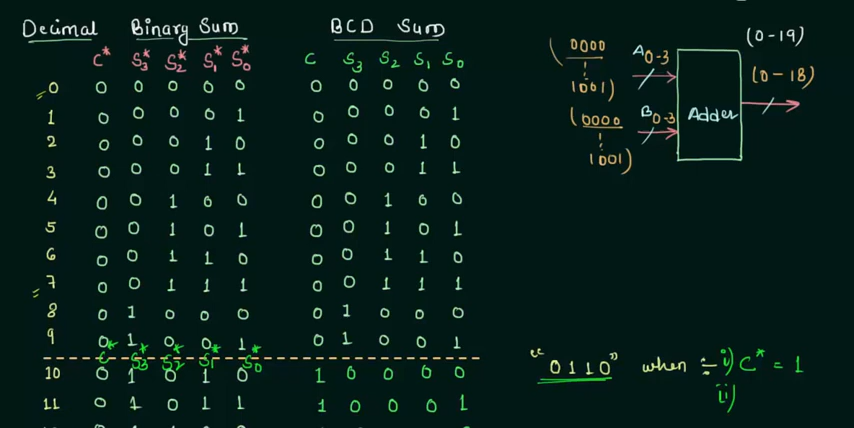 Decimal Binary Sum BCD Sum
C* S3* S2* S1* S0* C S3 S2 S1 S0
0 0 0 0 0 0 0 0 0 0 0
1 0 0 0 0 1 0 0 0 0 1
2 0 0 0 1 0 0 0 0 1 0
3 0 0 0 1 1 0 0 0 1 1
4 0 0 1 0 0 0 0 1 0 0
5 0 0 1 0 1 0 0 1 0 1
6 0 0 1 1 0 0 0 1 1 0
7 0 0 1 1 1 0 0 1 1 1
8 0 1 0 0 0 0 1 0 0 0
9 0 1 0 0 1 0 1 0 0 1
C* S3* S2* S1* S0*
10 0 1 0 1 0 1 0 0 0 0
11 0 1 0 1 1 1 0 0 0 1
(0-19)
(0000
1001)
A0-3
(0-18)
(0000
1001)
B0-3
Adder
"0110" when :- i) C* = 1
ii)